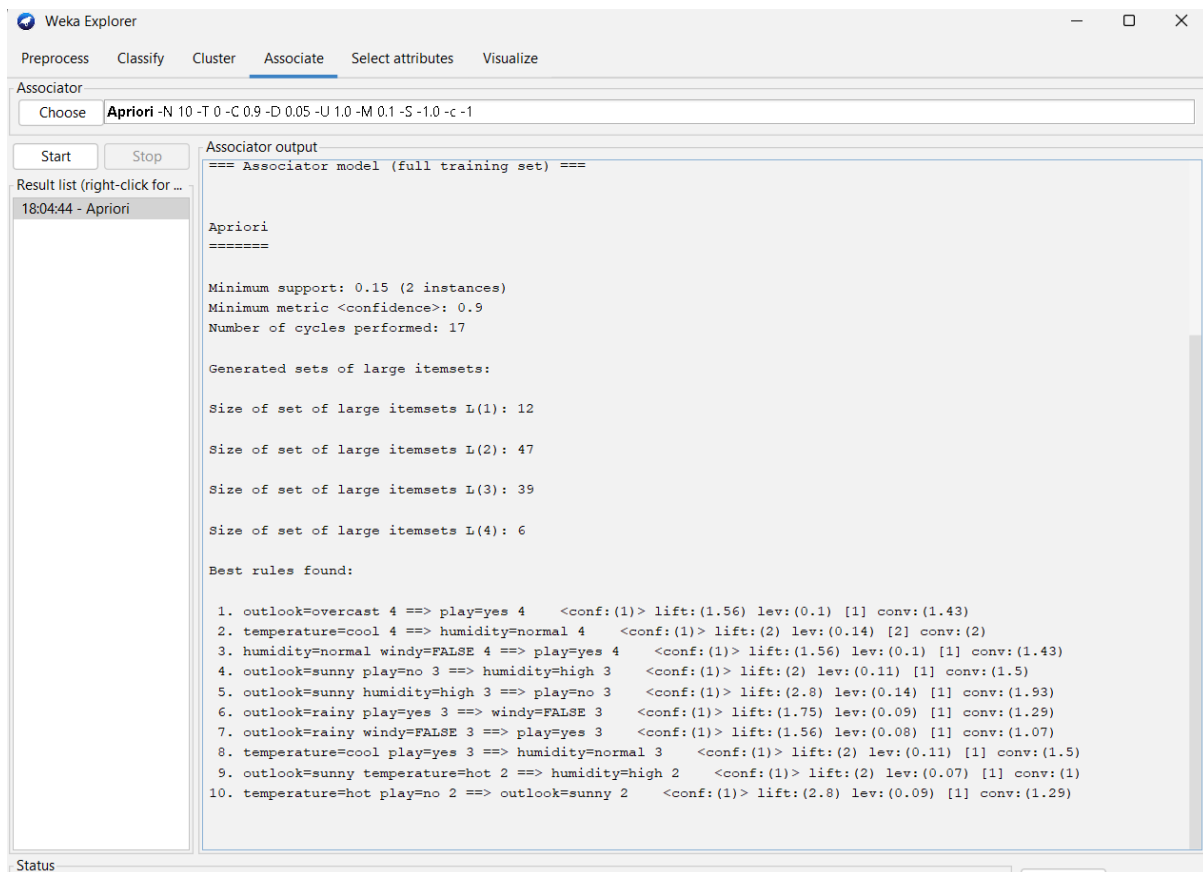 Weka Explorer
Preprocess Classify Cluster Associate Select attributes Visualize
Associator
Choose Apriori -N 10 -T 0 -C 0.9 -D 0.05 -U 1.0 -M 0.1 -S -1.0 -c -1
Start Stop
Result list (right-click for ...
18:04:44 - Apriori
Associator output
=== Associator model (full training set) ===
Apriori
=======
Minimum support: 0.15 (2 instances)
Minimum metric <confidence>: 0.9
Number of cycles performed: 17
Generated sets of large itemsets:
Size of set of large itemsets L(1): 12
Size of set of large itemsets L(2): 47
Size of set of large itemsets L(3): 39
Size of set of large itemsets L(4): 6
Best rules found:
1. outlook=overcast 4 ==> play=yes 4    <conf:(1)> lift:(1.56) lev:(0.1) [1] conv:(1.43)
2. temperature=cool 4 ==> humidity=normal 4    <conf:(1)> lift:(2) lev:(0.14) [2] conv:(2)
3. humidity=normal windy=FALSE 4 ==> play=yes 4    <conf:(1)> lift:(1.56) lev:(0.1) [1] conv:(1.43)
4. outlook=sunny play=no 3 ==> humidity=high 3    <conf:(1)> lift:(2) lev:(0.11) [1] conv:(1.5)
5. outlook=sunny humidity=high 3 ==> play=no 3    <conf:(1)> lift:(2.8) lev:(0.14) [1] conv:(1.93)
6. outlook=rainy play=yes 3 ==> windy=FALSE 3    <conf:(1)> lift:(1.75) lev:(0.09) [1] conv:(1.29)
7. outlook=rainy windy=FALSE 3 ==> play=yes 3    <conf:(1)> lift:(1.56) lev:(0.08) [1] conv:(1.07)
8. temperature=cool play=yes 3 ==> humidity=normal 3    <conf:(1)> lift:(2) lev:(0.11) [1] conv:(1.5)
9. outlook=sunny temperature=hot 2 ==> humidity=high 2    <conf:(1)> lift:(2) lev:(0.07) [1] conv:(1)
10. temperature=hot play=no 2 ==> outlook=sunny 2    <conf:(1)> lift:(2.8) lev:(0.09) [1] conv:(1.29)
Status